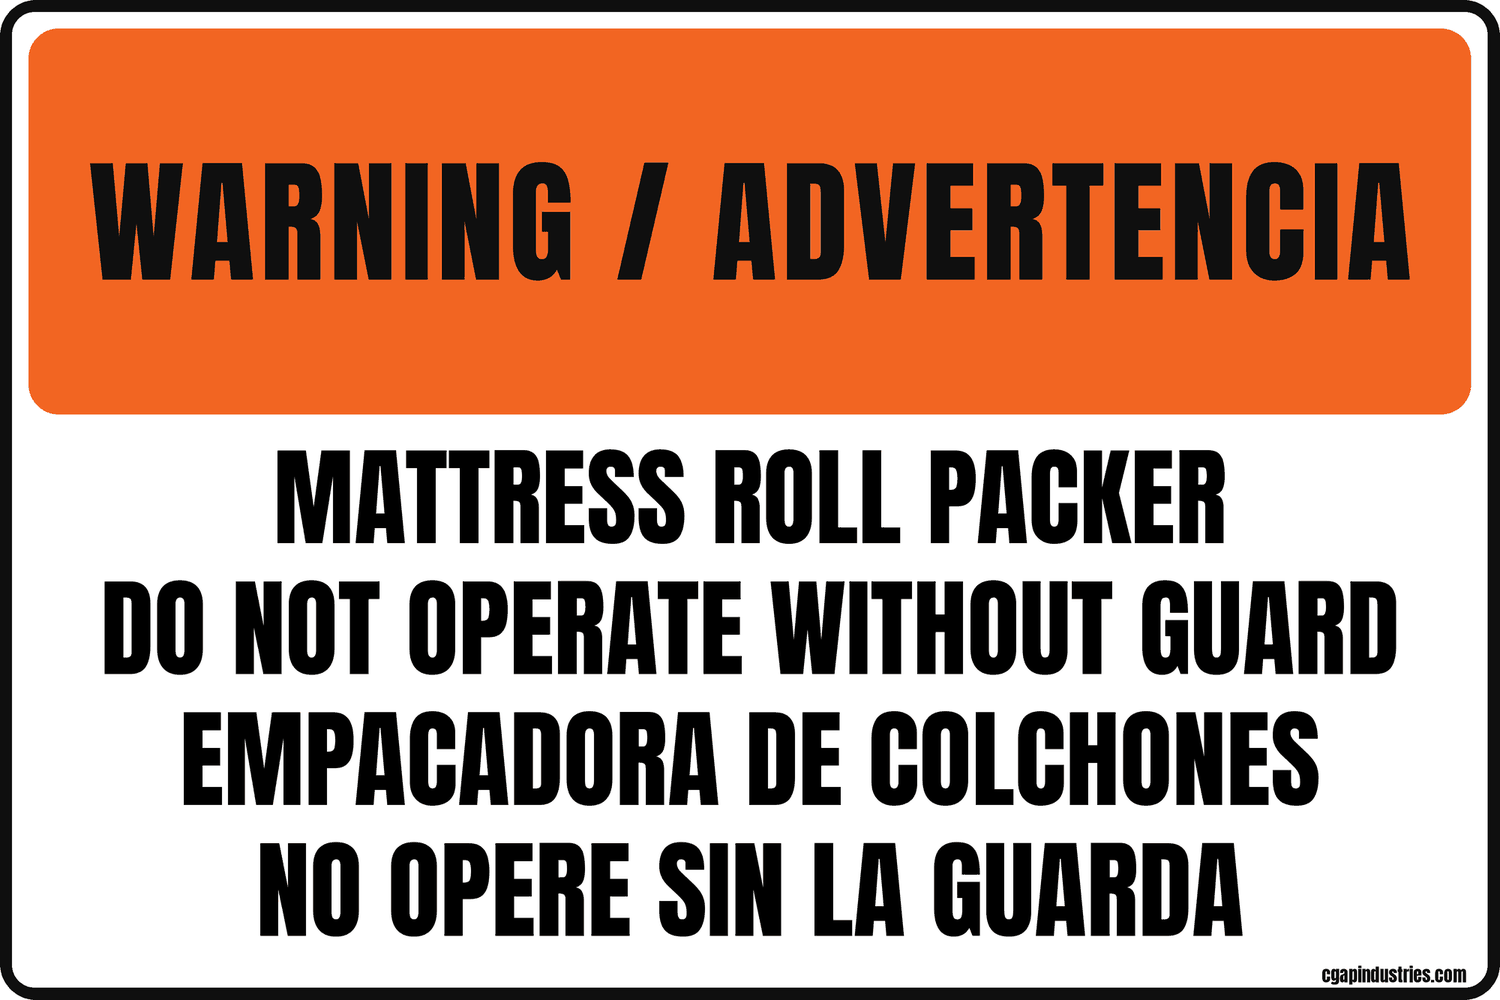 WARNING / ADVERTENCIA
MATTRESS ROLL PACKER
DO NOT OPERATE WITHOUT GUARD
EMPACADORA DE COLCHONES
NO OPERE SIN LA GUARDA
cgapindustries.com